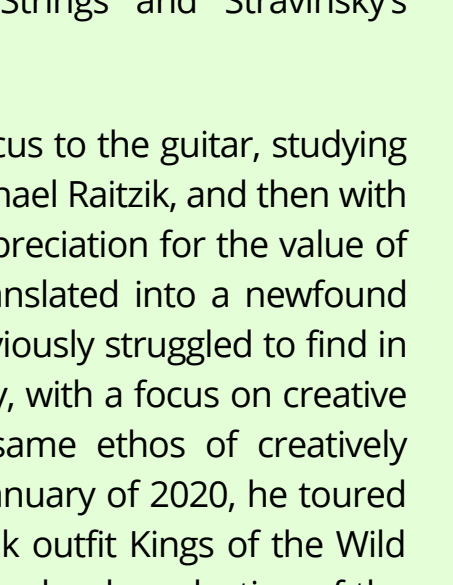 Strings and Stravinsky's
cus to the guitar, studying
hael Raitzik, and then with
preciation for the value of
anslated into a newfound
viously struggled to find in
y, with a focus on creative
same ethos of creatively
anuary of 2020, he toured
k outfit Kings of the Wild